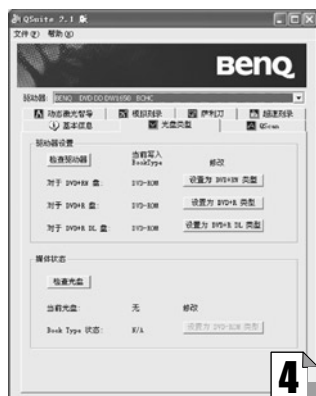 QSuite 2.1 版
文件(F) 帮助(Q)
BenQ
驱动器: BENQ DVD DD DW1650 BCHC
动态激光智导 模拟刻录 萨利刀 超速刻录
基本信息 光盘类型 QScan
驱动器设置
检查驱动器 当前写入 BookType 修改
对于 DVD+RW 盘: DVD-ROM 设置为 DVD+RW 类型
对于 DVD+R 盘: DVD-ROM 设置为 DVD+R 类型
对于 DVD+R DL 盘: DVD-ROM 设置为 DVD+R DL 类型
媒体状态
检查光盘
当前光盘: 无 修改
Book Type 状态: N/A 设置为 DVD-ROM 类型
4